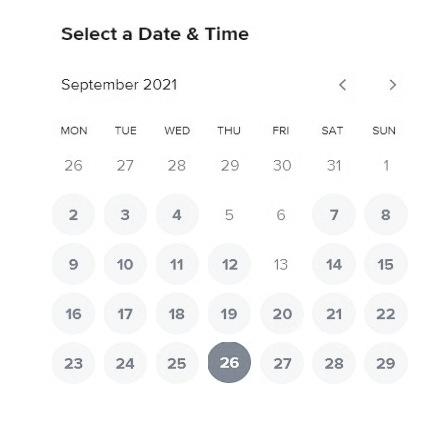 Select a Date & Time
September 2021
MON TUE WED THU FRI SAT SUN
26 27 28 29 30 31 1
2 3 4 5 6 7 8
9 10 11 12 13 14 15
16 17 18 19 20 21 22
23 24 25 26 27 28 29